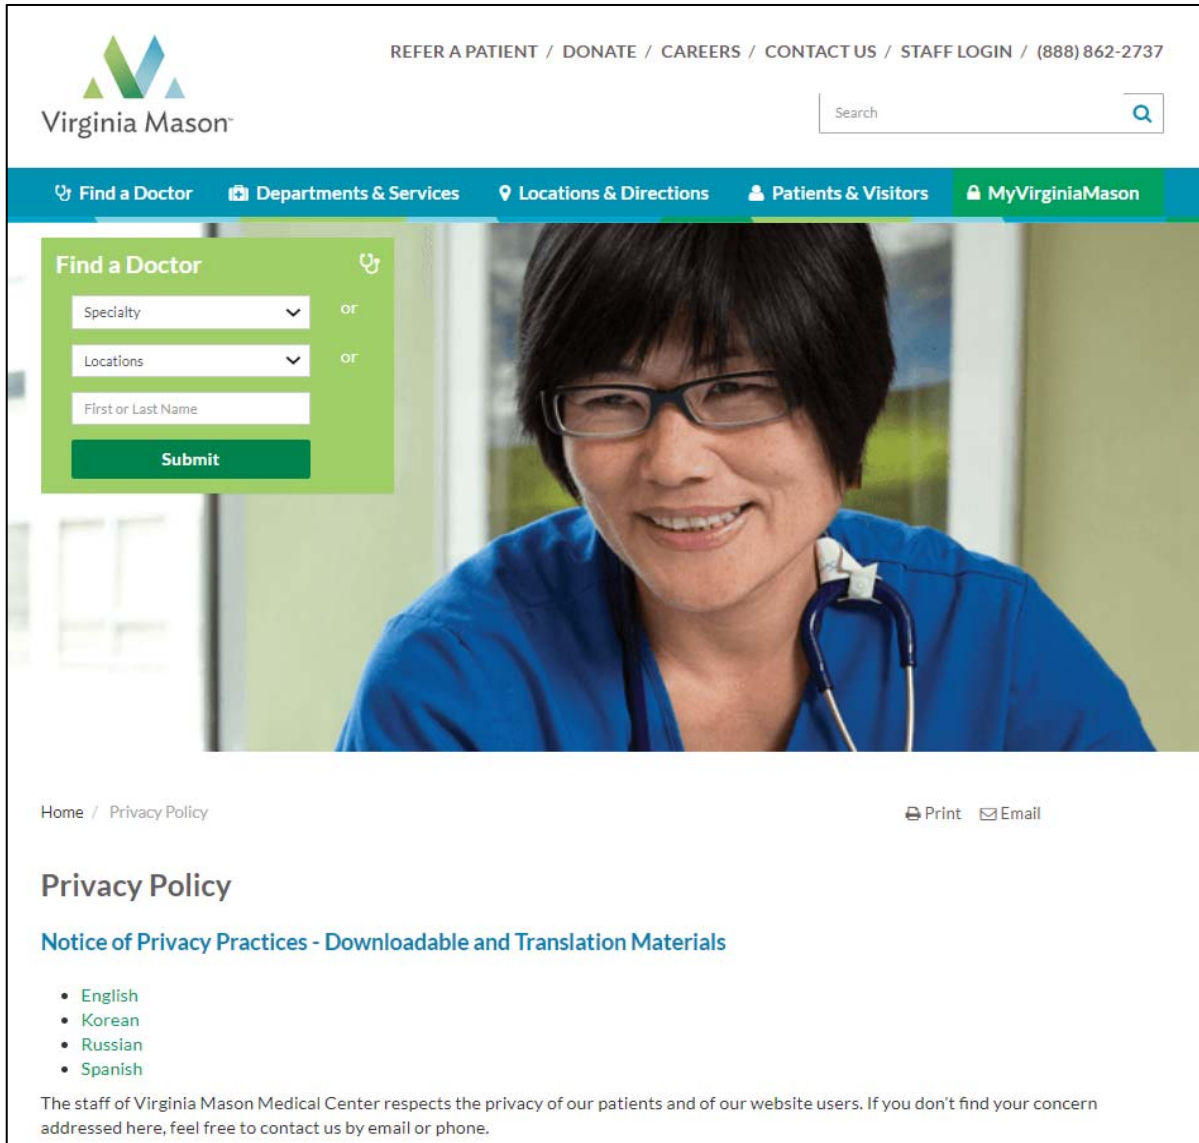 REFER A PATIENT / DONATE / CAREERS / CONTACT US / STAFF LOGIN / (888) 862-2737
Virginia Mason™
Search
Find a Doctor Departments & Services Locations & Directions Patients & Visitors MyVirginiaMason
Find a Doctor
Specialty or
Locations or
First or Last Name
Submit
Home / Privacy Policy Print Email
Privacy Policy
Notice of Privacy Practices - Downloadable and Translation Materials
• English
• Korean
• Russian
• Spanish
The staff of Virginia Mason Medical Center respects the privacy of our patients and of our website users. If you don't find your concern
addressed here, feel free to contact us by email or phone.